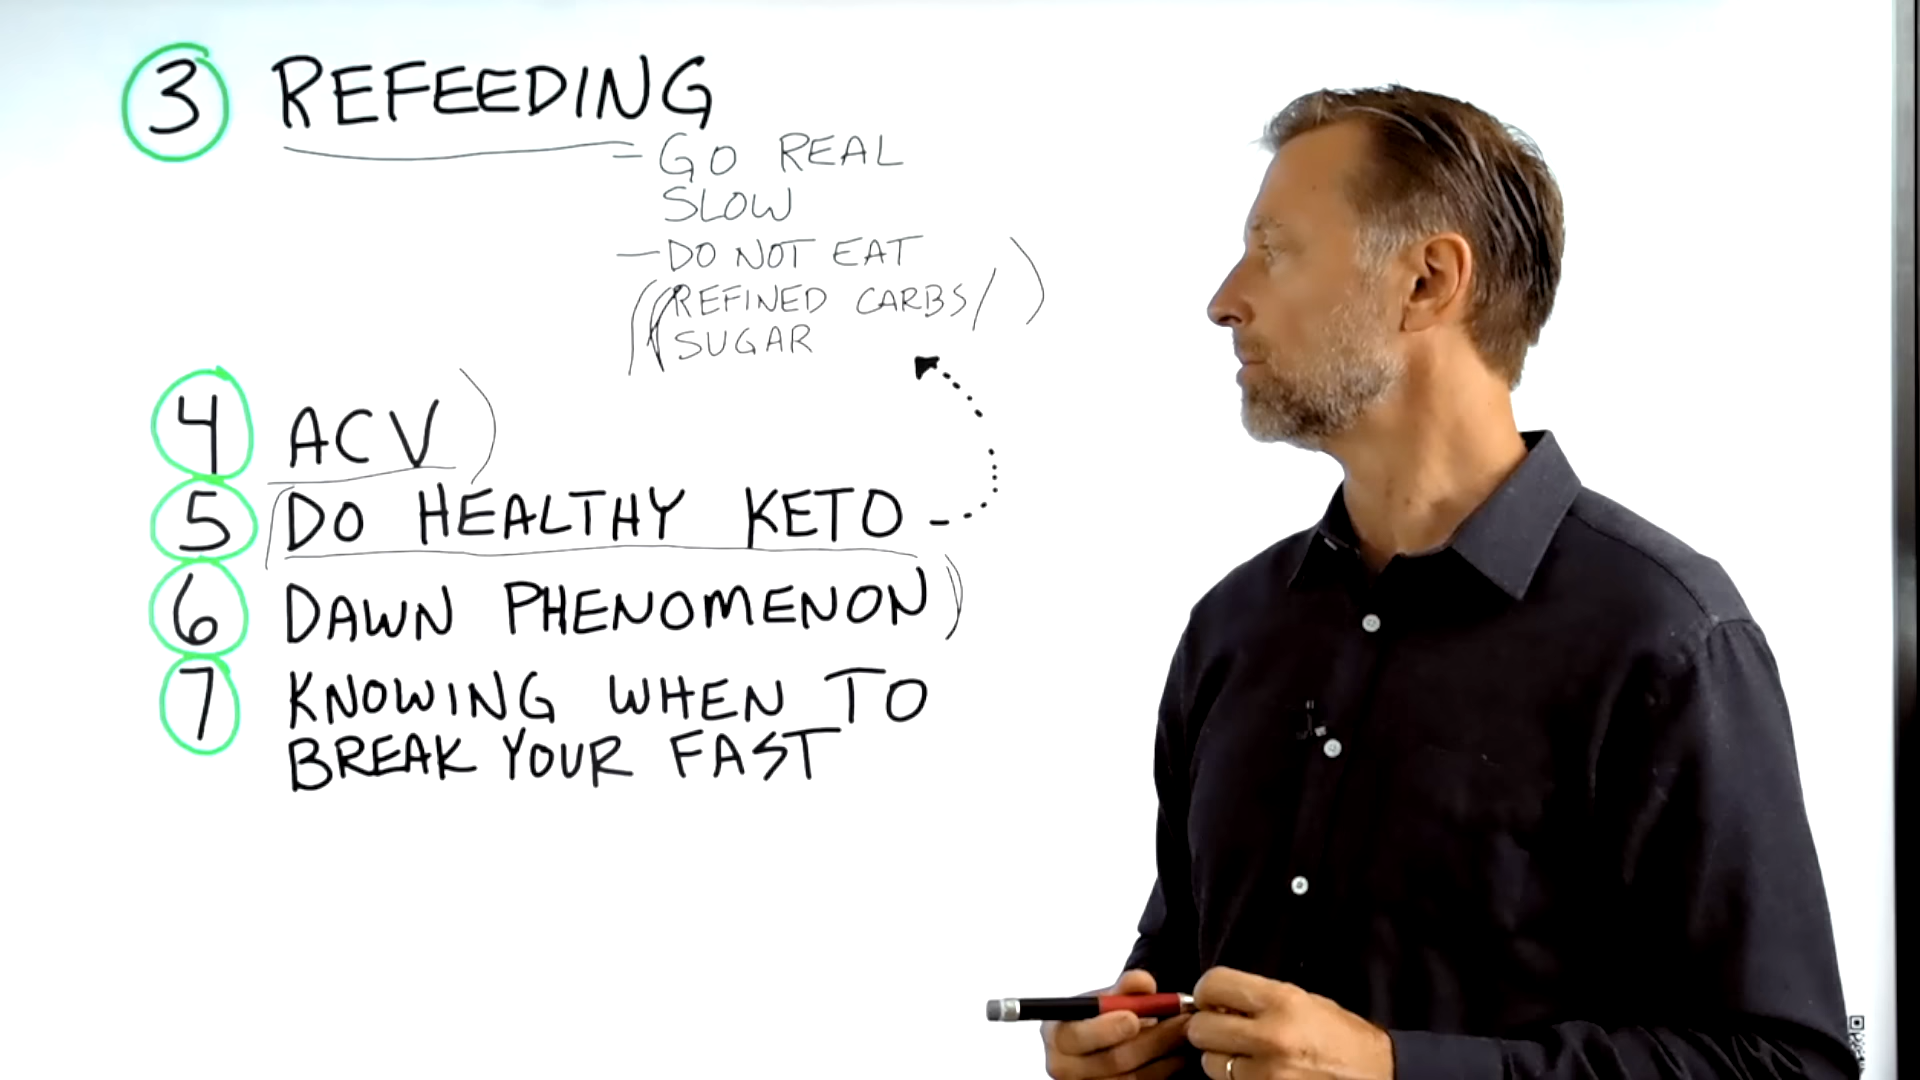 3 REFEEDING
- GO REAL
SLOW
- DO NOT EAT
REFINED CARBS/
SUGAR
4 ACV
5 DO HEALTHY KETO
6 DAWN PHENOMENON
7 KNOWING WHEN TO
BREAK YOUR FAST